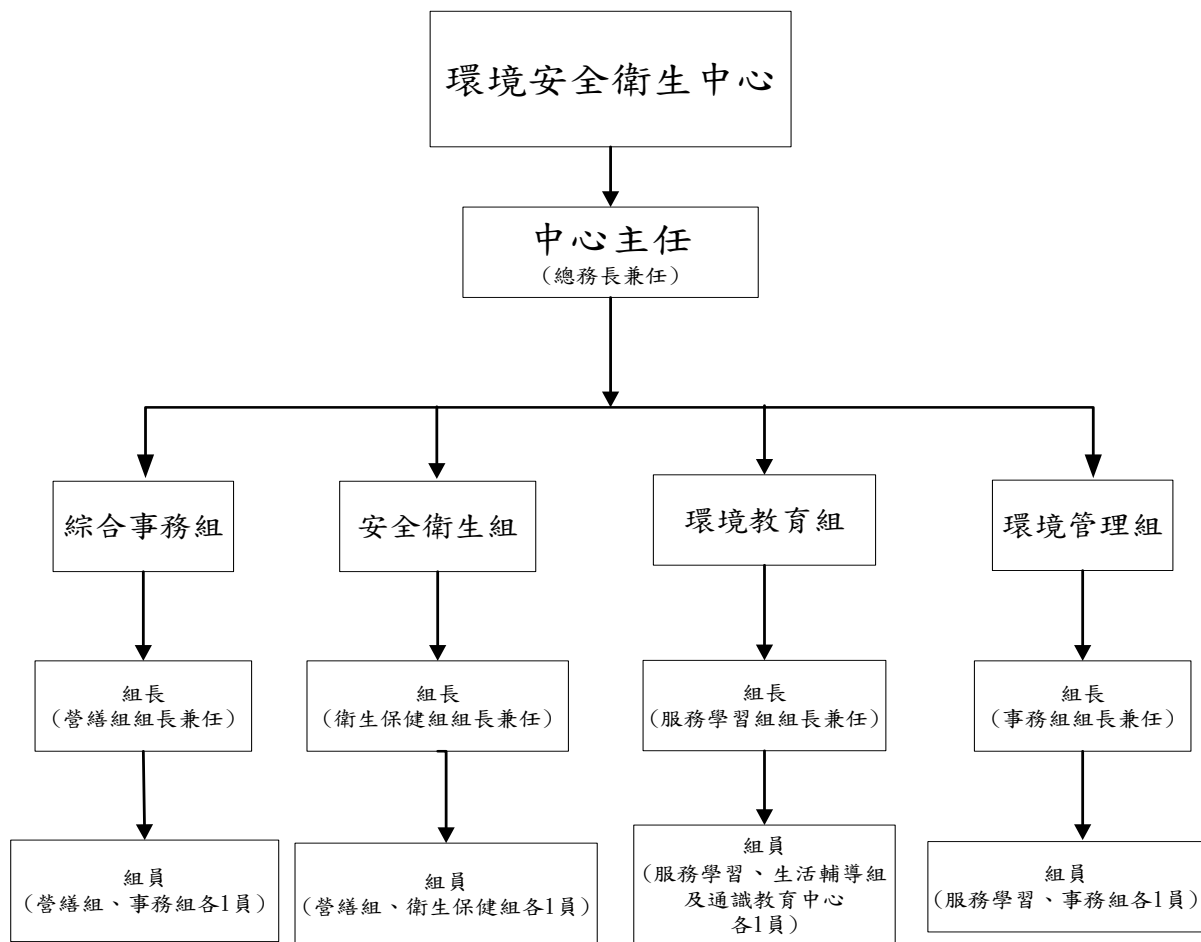 環境安全衛生中心
中心主任
（總務長兼任）
綜合事務組
安全衛生組
環境教育組
環境管理組
組長
（營繕組組長兼任）
組長
（衛生保健組組長兼任）
組長
（服務學習組組長兼任）
組長
（事務組組長兼任）
組員
（營繕組、事務組各1員）
組員
（營繕組、衛生保健組各1員）
組員
（服務學習、生活輔導組
及通識教育中心
各1員）
組員
（服務學習、事務組各1員）